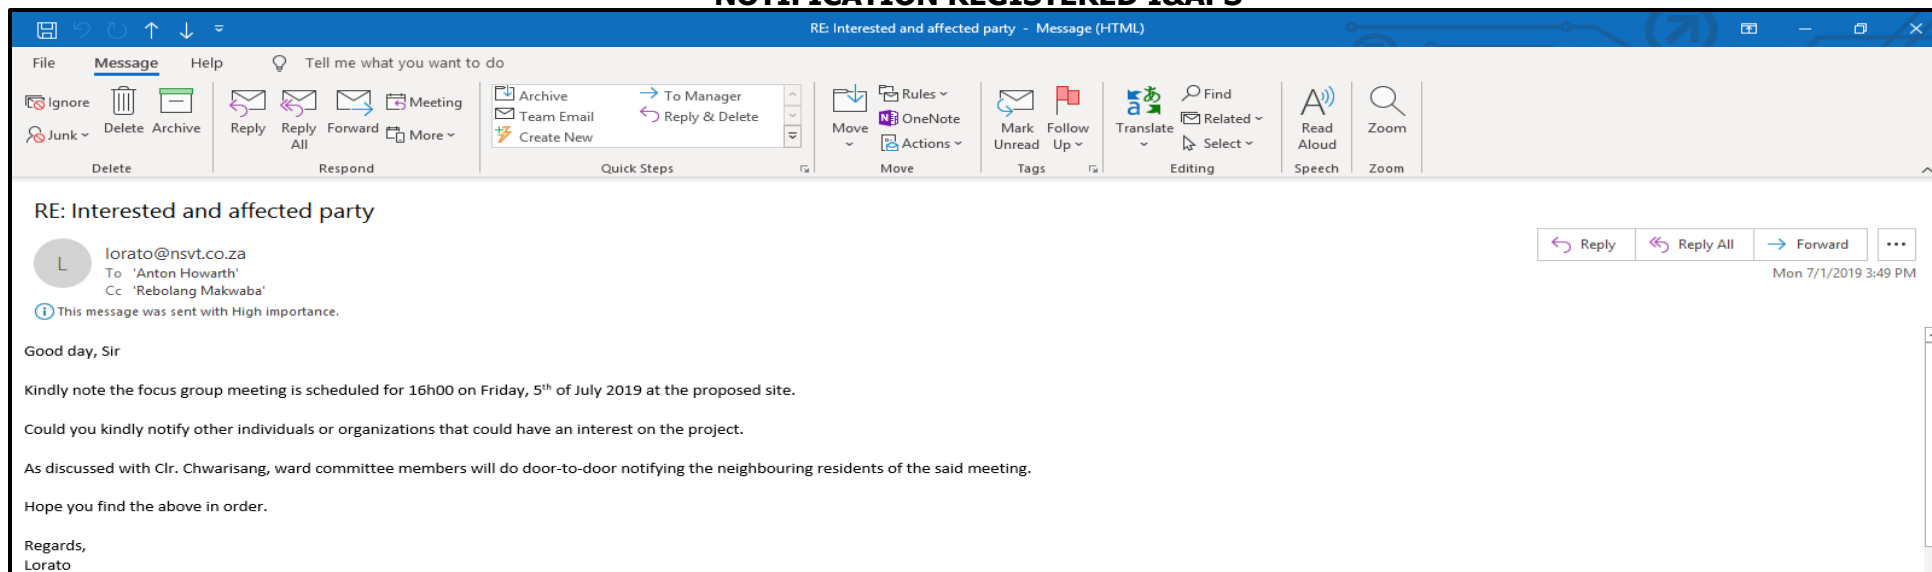 NOTIFICATION REGISTERED I&APS
RE: Interested and affected party - Message (HTML)
File Message Help Tell me what you want to do
Ignore
Junk
Delete Archive
Delete
Reply Reply All Forward
Meeting
More
Respond
Archive To Manager
Team Email Reply & Delete
Create New
Quick Steps
Move
Rules
OneNote
Actions
Move
Mark Unread Follow Up
Tags
Translate
Find
Related
Select
Editing
Read Aloud
Speech
Zoom
Zoom
RE: Interested and affected party
L
lorato@nsvt.co.za
To 'Anton Howarth'
Cc 'Rebolang Makwaba'
Reply Reply All Forward
Mon 7/1/2019 3:49 PM
This message was sent with High importance.
Good day, Sir
Kindly note the focus group meeting is scheduled for 16h00 on Friday, 5th of July 2019 at the proposed site.
Could you kindly notify other individuals or organizations that could have an interest on the project.
As discussed with Clr. Chwarisang, ward committee members will do door-to-door notifying the neighbouring residents of the said meeting.
Hope you find the above in order.
Regards,
Lorato